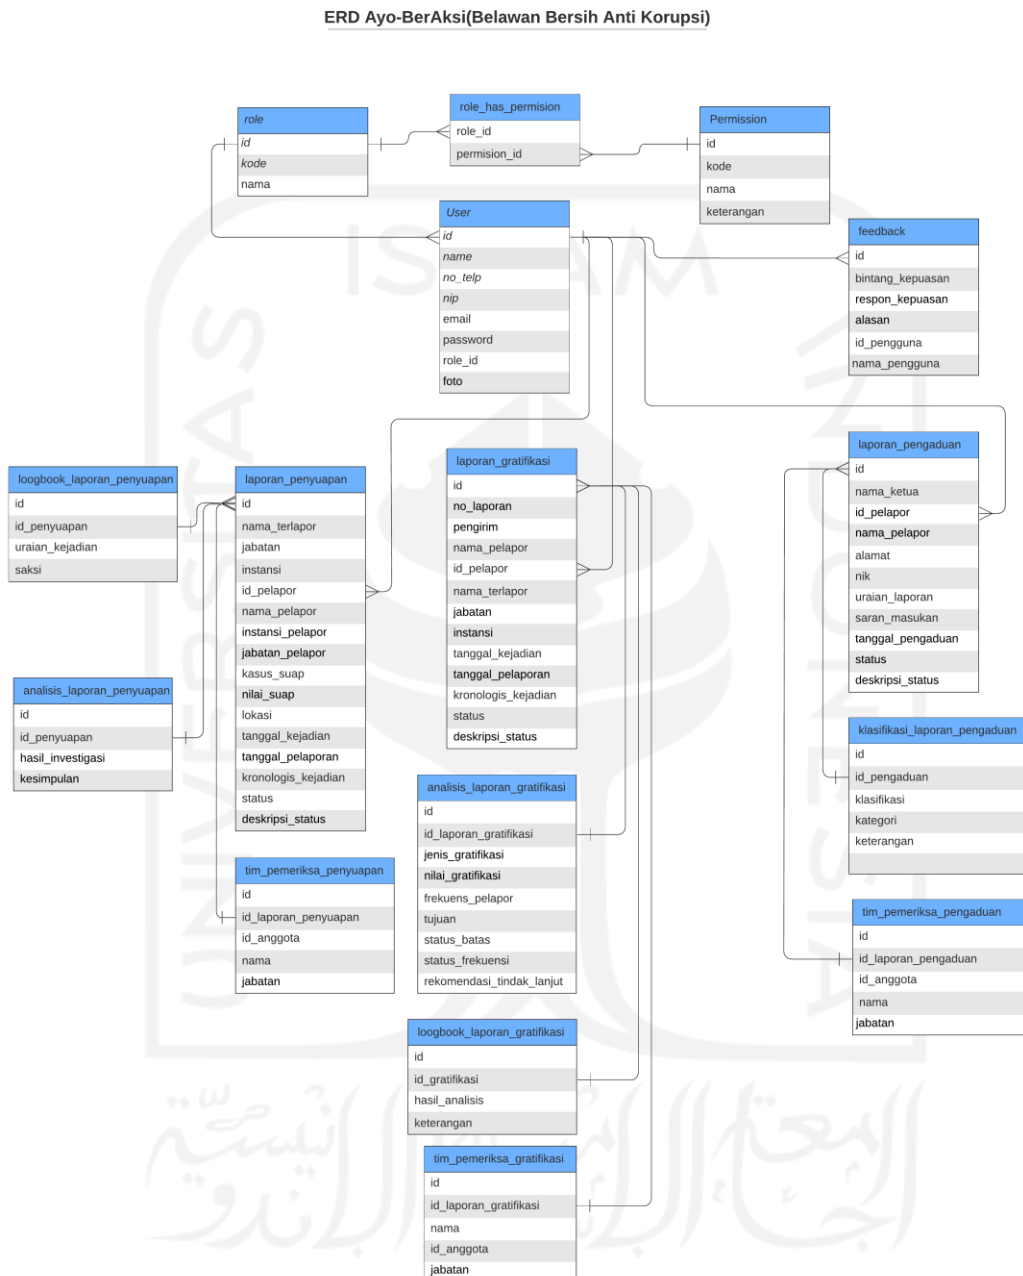 ERD Ayo-BerAksi(Belawan Bersih Anti Korupsi)
role
id
kode
nama
role_has_permision
role_id
permision_id
Permission
id
kode
nama
keterangan
User
id
name
no_telp
nip
email
password
role_id
foto
feedback
id
bintang_kepuasan
respon_kepuasan
alasan
id_pengguna
nama_pengguna
loogbook_laporan_penyuapan
id
id_penyuapan
uraian_kejadian
saksi
laporan_penyuapan
id
nama_terlapor
jabatan
instansi
id_pelapor
nama_pelapor
instansi_pelapor
jabatan_pelapor
kasus_suap
nilai_suap
lokasi
tanggal_kejadian
tanggal_pelaporan
kronologis_kejadian
status
deskripsi_status
laporan_gratifikasi
id
no_laporan
pengirim
nama_pelapor
id_pelapor
nama_terlapor
jabatan
instansi
tanggal_kejadian
tanggal_pelaporan
kronologis_kejadian
status
deskripsi_status
laporan_pengaduan
id
nama_ketua
id_pelapor
nama_pelapor
alamat
nik
uraian_laporan
saran_masukan
tanggal_pengaduan
status
deskripsi_status
analisis_laporan_penyuapan
id
id_penyuapan
hasil_investigasi
kesimpulan
klasifikasi_laporan_pengaduan
id
id_pengaduan
klasifikasi
kategori
keterangan
analisis_laporan_gratifikasi
id
id_laporan_gratifikasi
jenis_gratifikasi
nilai_gratifikasi
frekuens_pelapor
tujuan
status_batas
status_frekuensi
rekomendasi_tindak_lanjut
tim_pemeriksa_penyuapan
id
id_laporan_penyuapan
id_anggota
nama
jabatan
tim_pemeriksa_pengaduan
id
id_laporan_pengaduan
id_anggota
nama
jabatan
loogbook_laporan_gratifikasi
id
id_gratifikasi
hasil_analisis
keterangan
tim_pemeriksa_gratifikasi
id
id_laporan_gratifikasi
nama
id_anggota
jabatan
UNIVERSITAS
ISLAM
INDONESIA